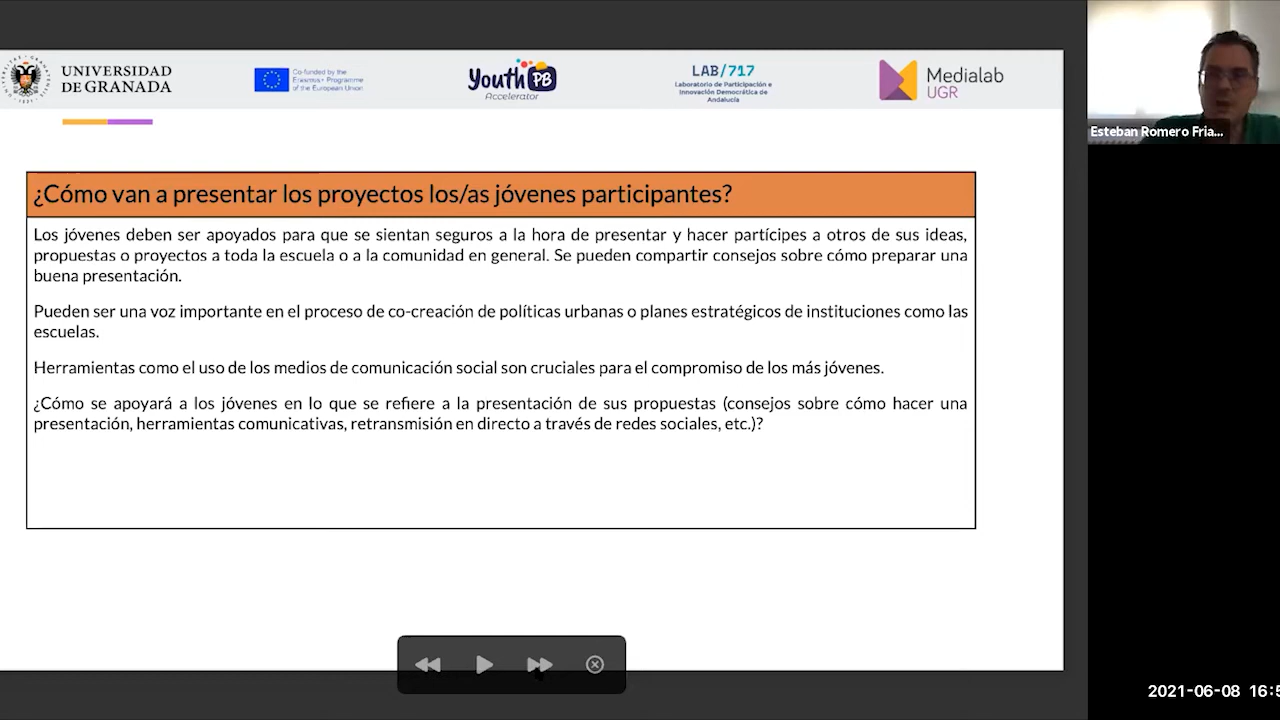 UNIVERSIDAD
DE GRANADA
Co-funded by the
Erasmus+ Programme
of the European Union
Youth PB
Accelerator
LAB/717
Laboratorio de Participación e
Innovación Democrática de
Andalucía
Medialab
UGR
Esteban Romero Fria...
¿Cómo van a presentar los proyectos los/as jóvenes participantes?
Los jóvenes deben ser apoyados para que se sientan seguros a la hora de presentar y hacer partícipes a otros de sus ideas,
propuestas o proyectos a toda la escuela o a la comunidad en general. Se pueden compartir consejos sobre cómo preparar una
buena presentación.
Pueden ser una voz importante en el proceso de co-creación de políticas urbanas o planes estratégicos de instituciones como las
escuelas.
Herramientas como el uso de los medios de comunicación social son cruciales para el compromiso de los más jóvenes.
¿Cómo se apoyará a los jóvenes en lo que se refiere a la presentación de sus propuestas (consejos sobre cómo hacer una
presentación, herramientas comunicativas, retransmisión en directo a través de redes sociales, etc.)?
2021-06-08 16:5